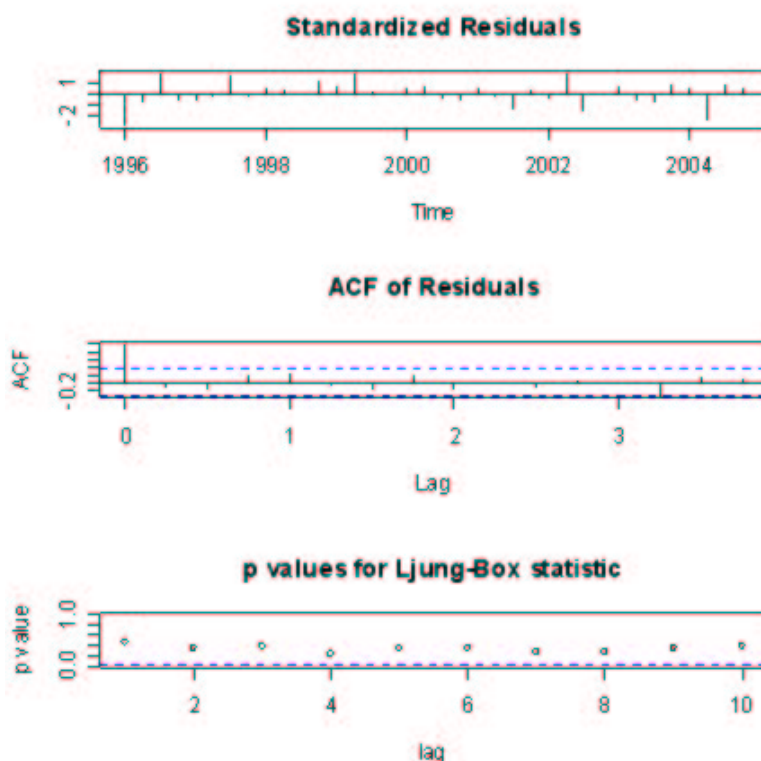 Standardized Residuals
1
-2
1996 1998 2000 2002 2004
Time
ACF of Residuals
ACF
-0.2
0 1 2 3
Lag
p values for Ljung-Box statistic
p value
1.0
0.0
2 4 6 8 10
lag